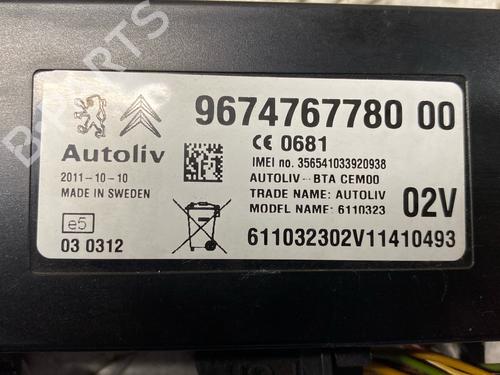 9674767780 00
CE 0681
IMEI no. 356541033920938
Autoliv
2011-10-10
MADE IN SWEDEN
AUTOLIV-BTA CEM00
TRADE NAME: AUTOLIV
MODEL NAME: 6110323
02V
e5
03 0312
611032302V11410493
B-PARTS